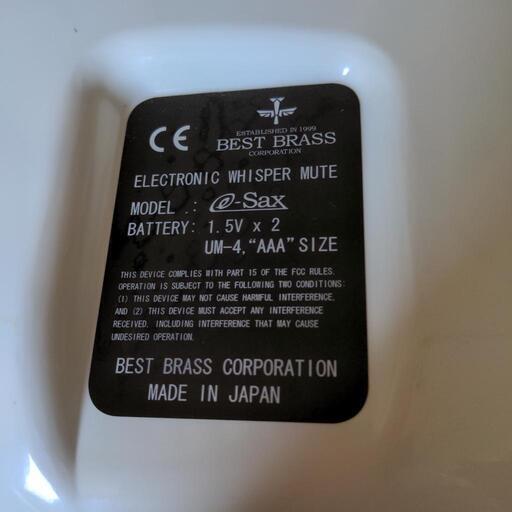 CE
ESTABLISHED IN 1999
BEST BRASS
CORPORATION
ELECTRONIC WHISPER MUTE
MODEL .: e-Sax
BATTERY: 1.5V x 2
UM-4, “AAA” SIZE
THIS DEVICE COMPLIES WITH PART 15 OF THE FCC RULES.
OPERATION IS SUBJECT TO THE FOLLOWING TWO CONDITIONS:
(1) THIS DEVICE MAY NOT CAUSE HARMFUL INTERFERENCE,
AND (2) THIS DEVICE MUST ACCEPT ANY INTERFERENCE
RECEIVED. INCLUDING INTERFERENCE THAT MAY CAUSE
UNDESIRED OPERATION.
BEST BRASS CORPORATION
MADE IN JAPAN